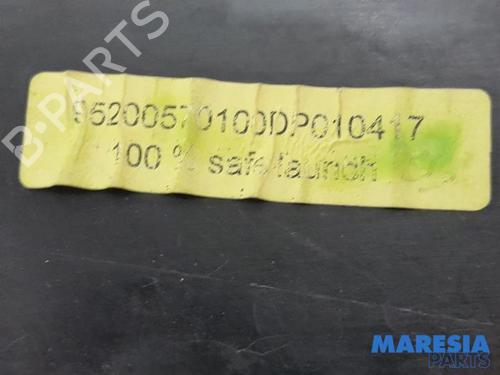 95200570100DP010417
100 % safe launch
B-PARTS
MARESIA
PARTS